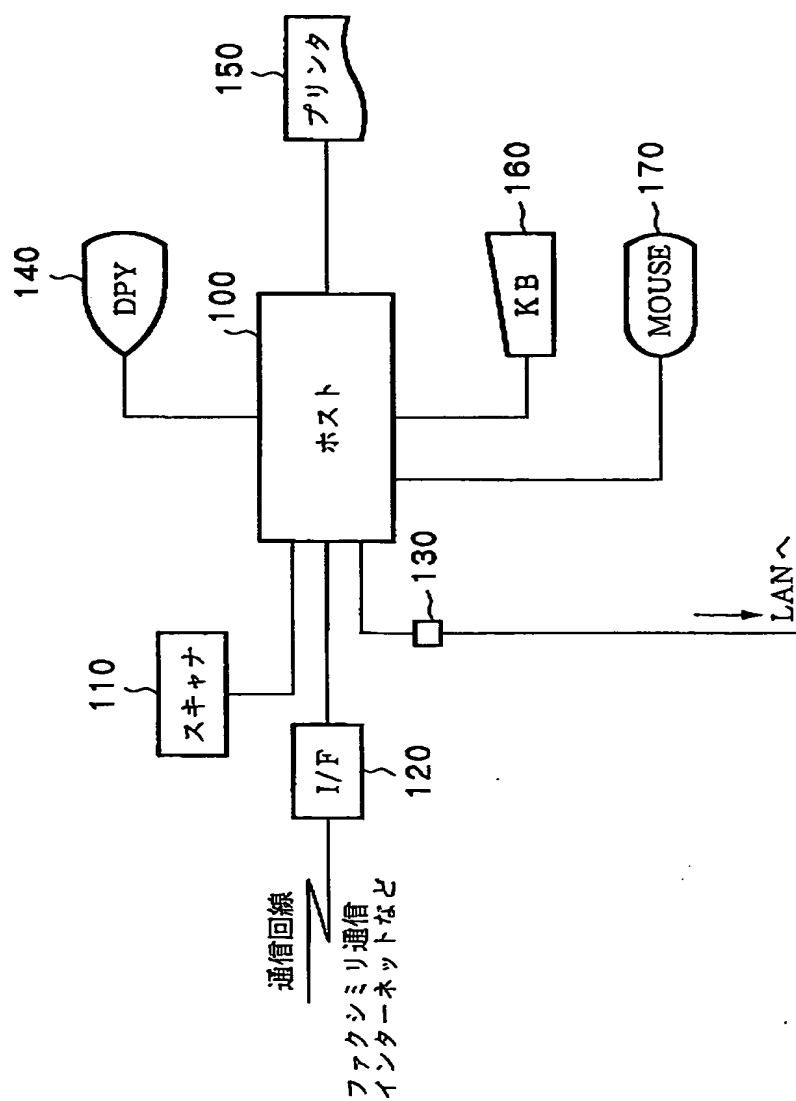 140
110
DPY
スキャナ
150
100
通信回線
I/F
ホスト
プリンタ
ファクシミリ通信
インターネットなど
120
130
160
KB
170
MOUSE
LANへ